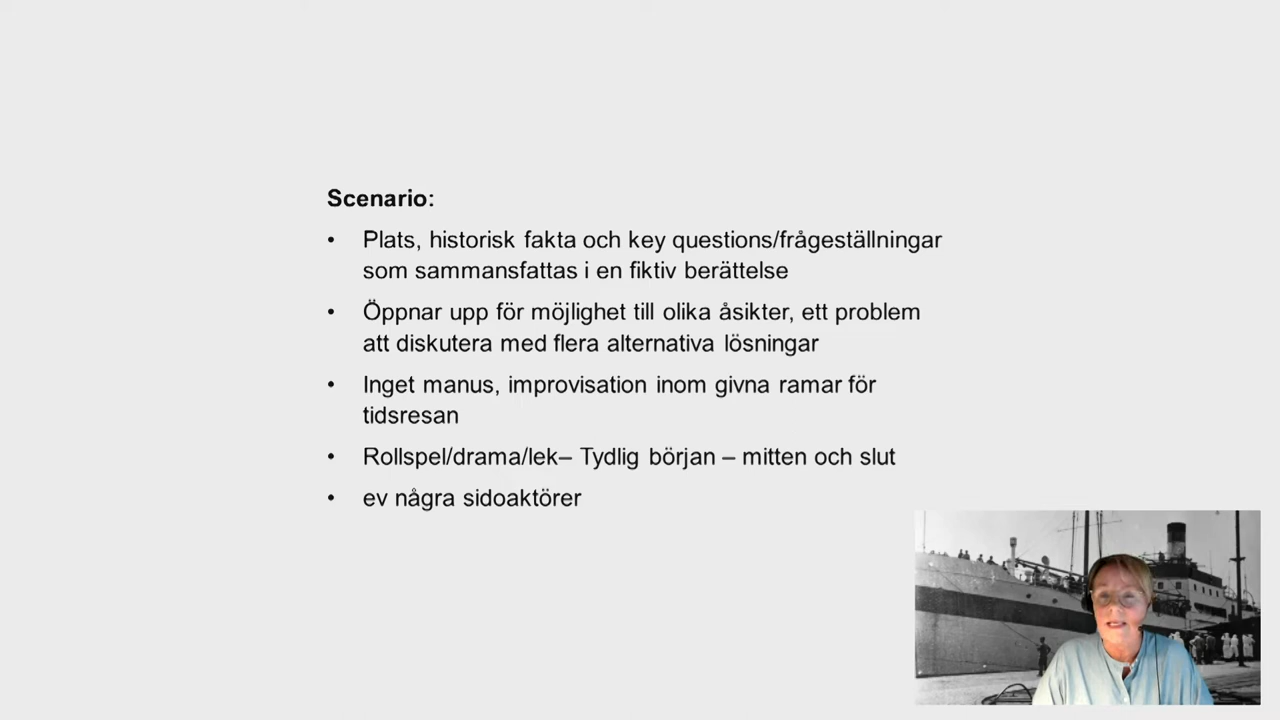 Scenario:
• Plats, historisk fakta och key questions/frågeställningar
som sammansfattas i en fiktiv berättelse
• Öppnar upp för möjlighet till olika åsikter, ett problem
att diskutera med flera alternativa lösningar
• Inget manus, improvisation inom givna ramar för
tidsresan
• Rollspel/drama/lek– Tydlig början – mitten och slut
• ev några sidoaktörer